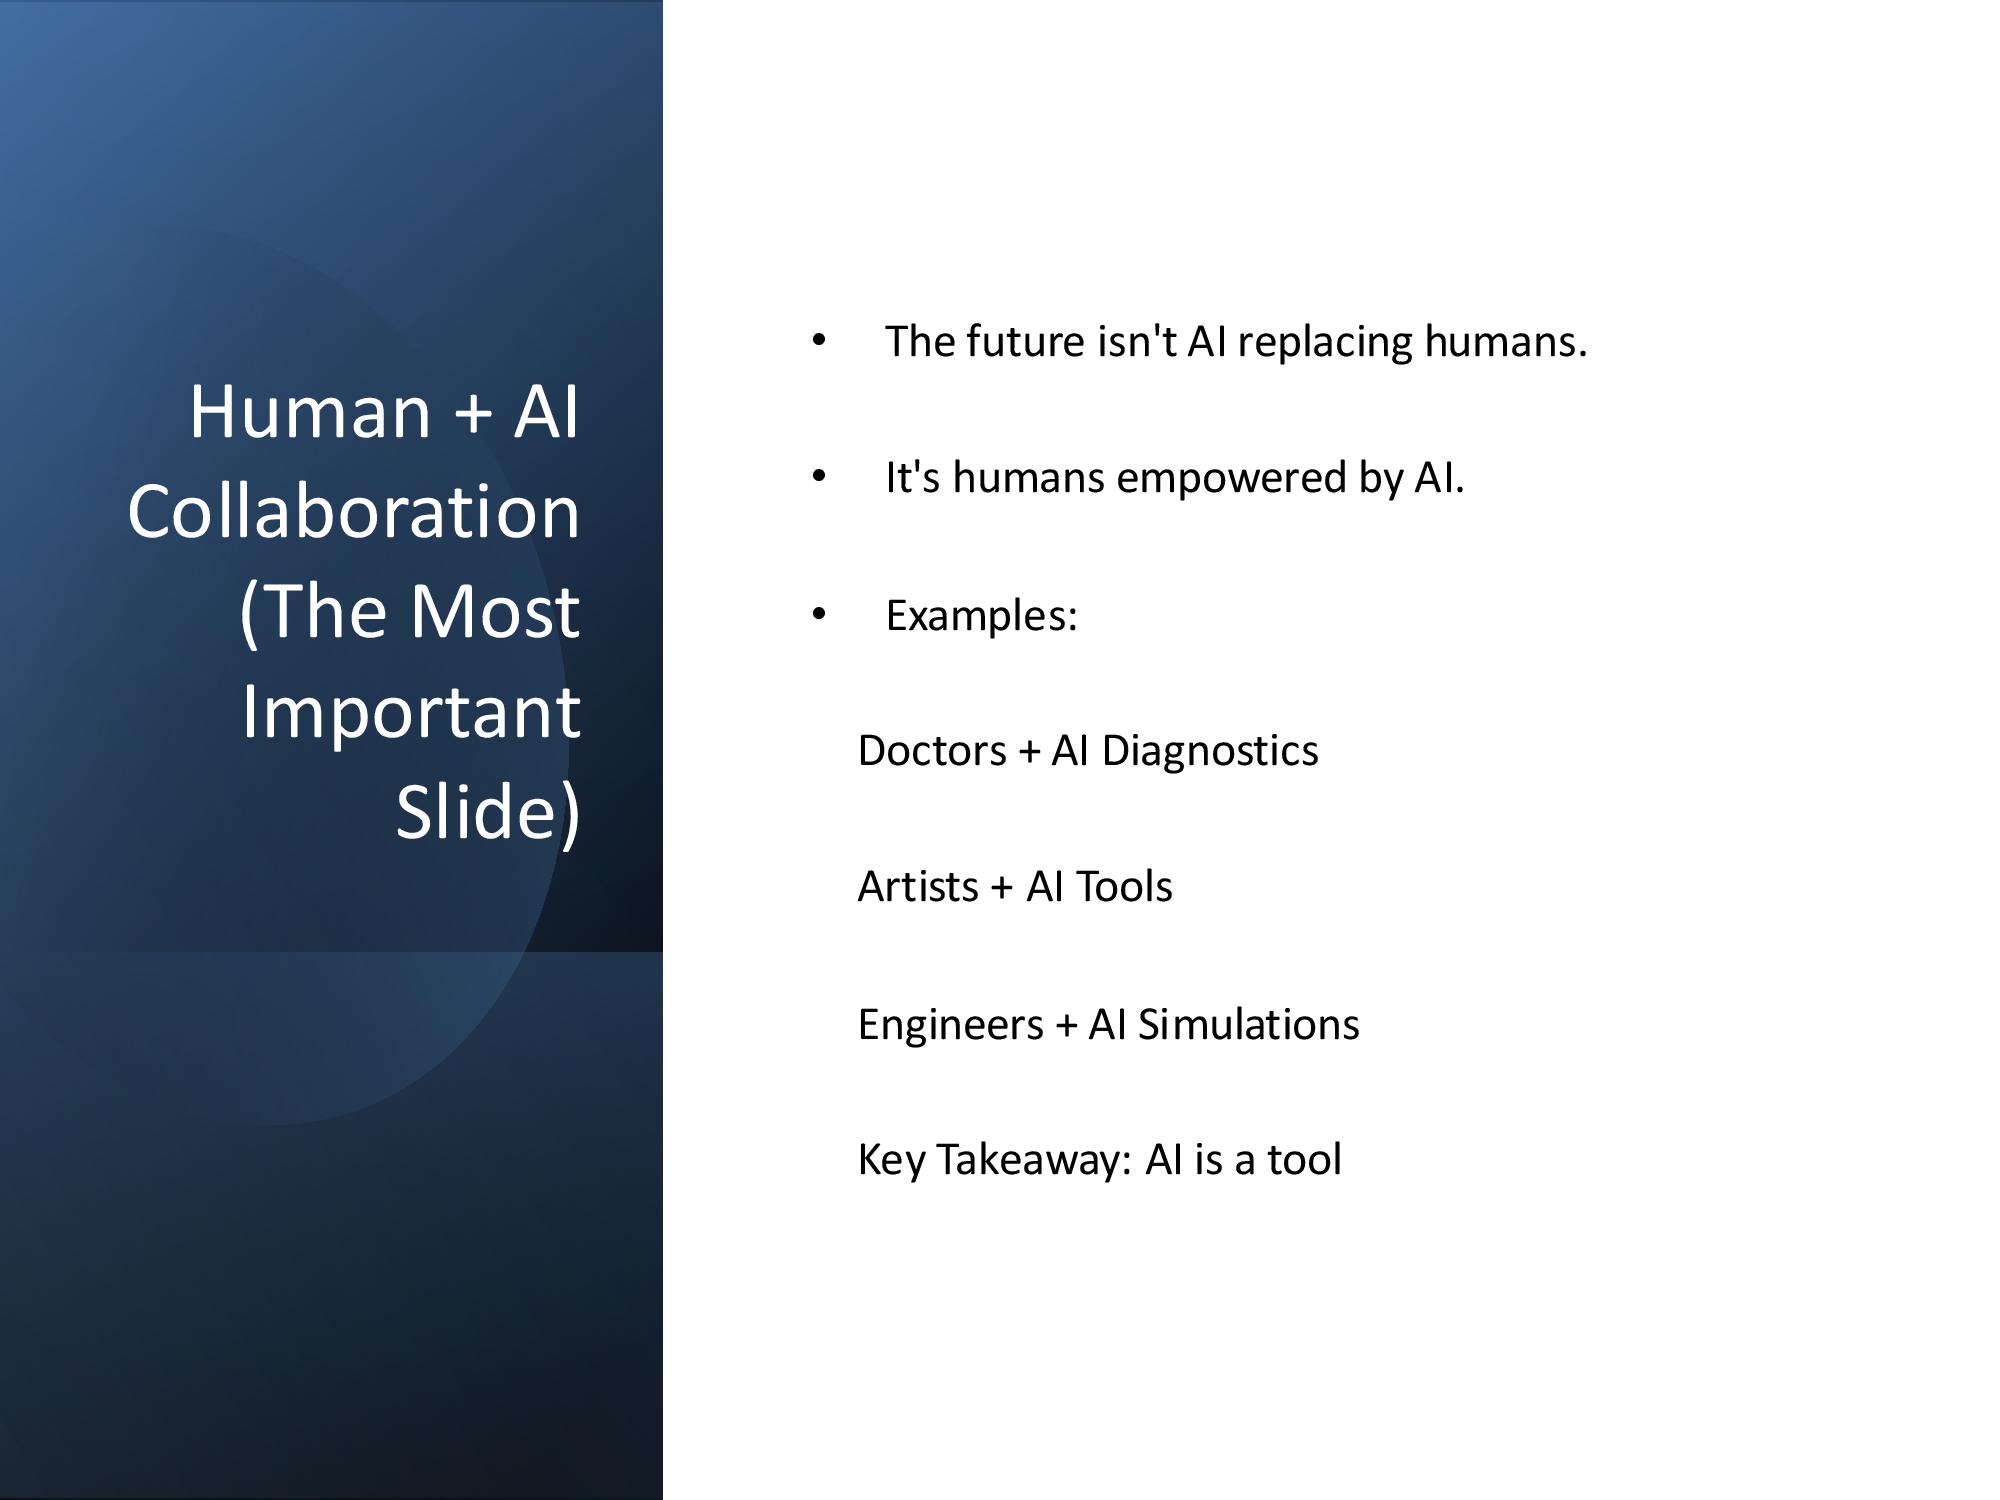 Human + AI
Collaboration
(The Most
Important
Slide)
• The future isn't AI replacing humans.
• It's humans empowered by AI.
• Examples:
Doctors + AI Diagnostics
Artists + AI Tools
Engineers + AI Simulations
Key Takeaway: AI is a tool